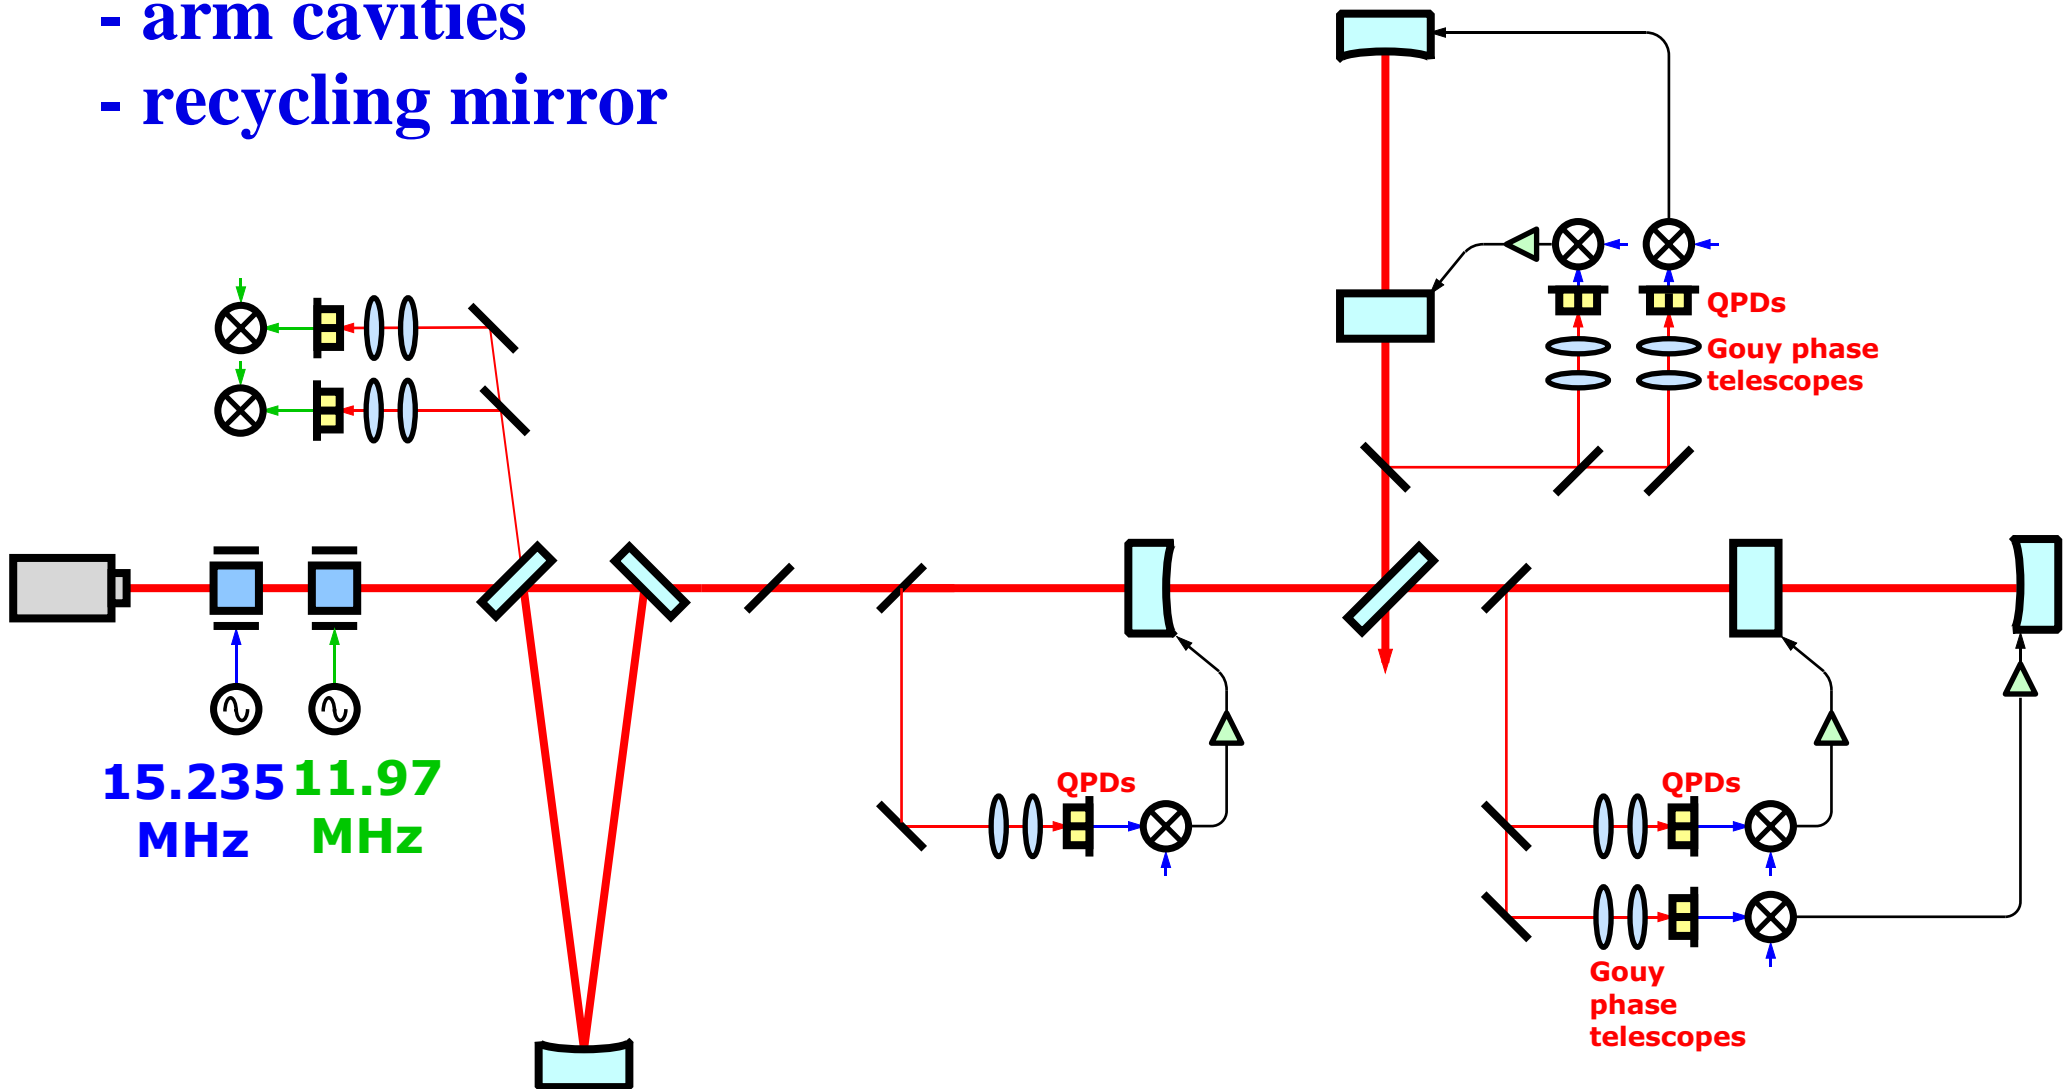 - arm cavities
- recycling mirror
QPDs
Gouy phase
telescopes
15.235
MHz
11.97
MHz
QPDs
QPDs
Gouy
phase
telescopes